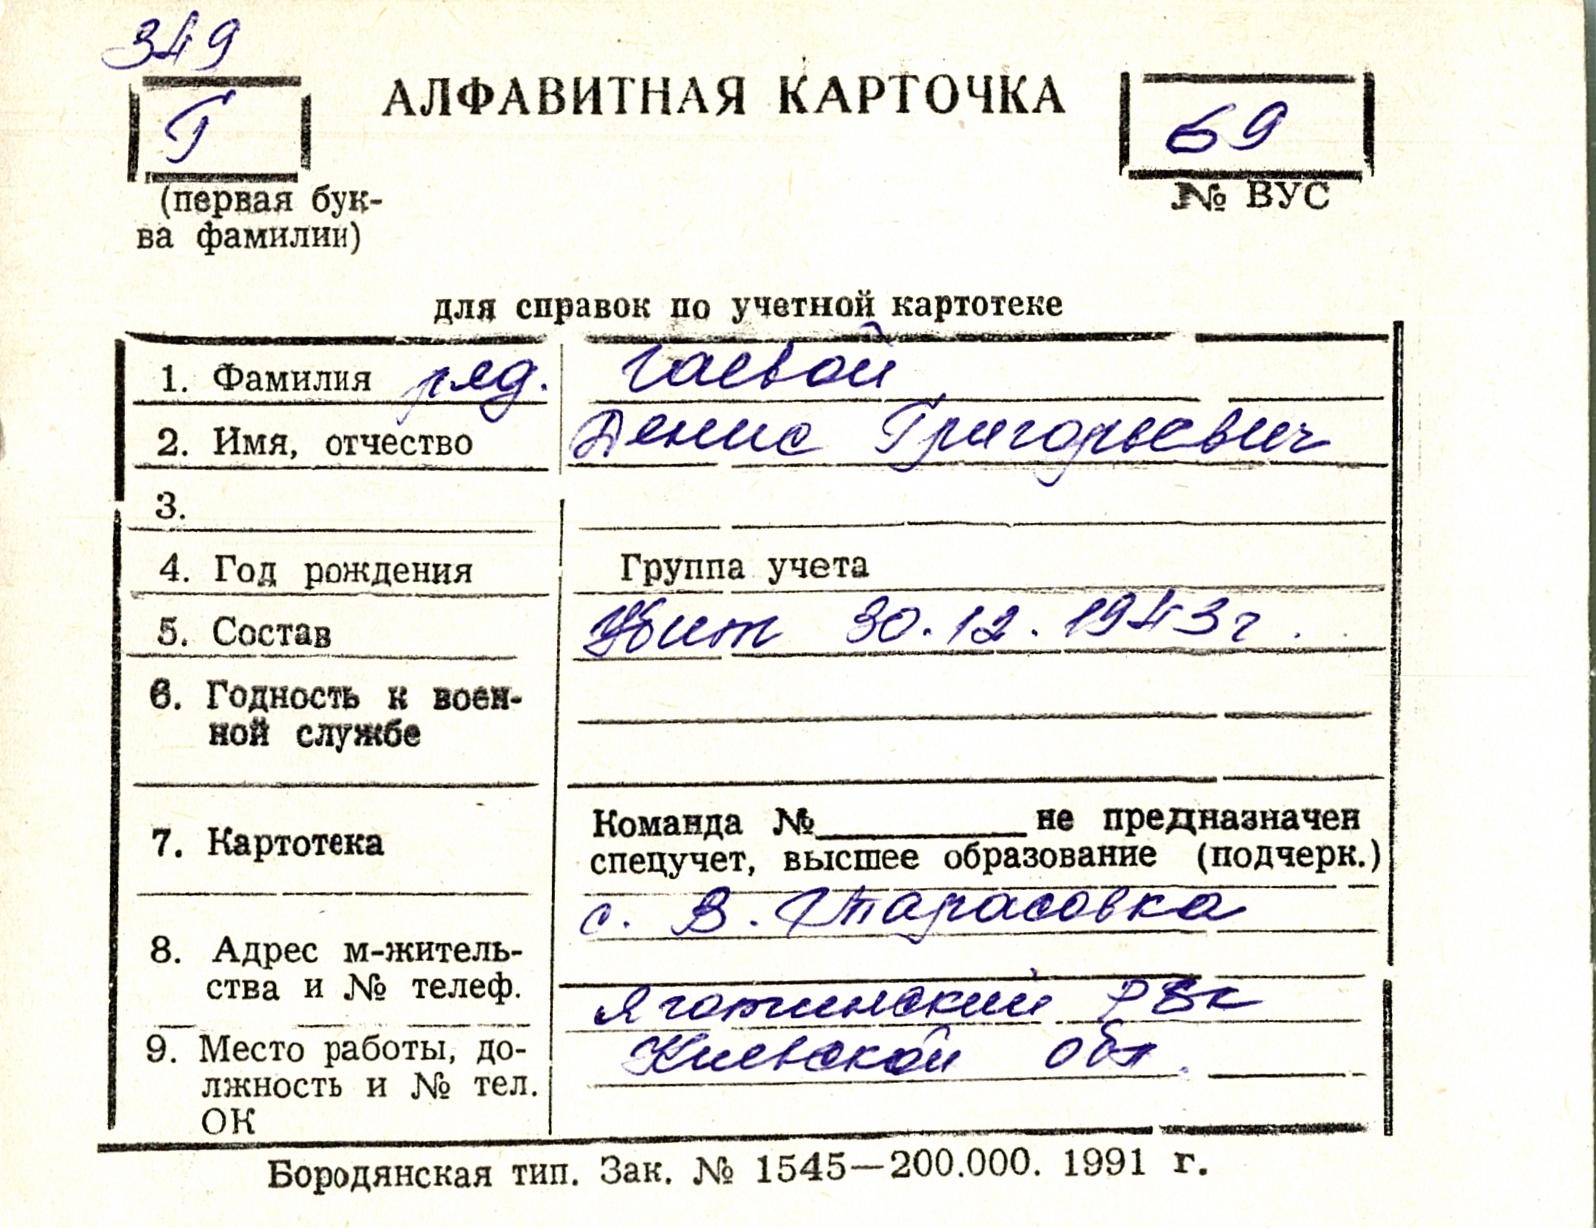 349
Г
АЛФАВИТНАЯ КАРТОЧКА
69
(первая бук-
ва фамилии)
№ ВУС
для справок по учетной картотеке
1. Фамилия ряд. Гаевой
2. Имя, отчество Денис Григорьевич
3.
4. Год рождения Группа учета
5. Состав Убит 30.12.1943 г.
6. Годность к воен-
ной службе
7. Картотека
Команда № не предназначен
спецучет, высшее образование (подчерк.)
с. В. Тарасовка
8. Адрес м-житель-
ства и № телеф.
Яготинский РВК
9. Место работы, до-
лжность и № тел.
ОК
Киевской обл.
Бородянская тип. Зак. № 1545—200.000. 1991 г.